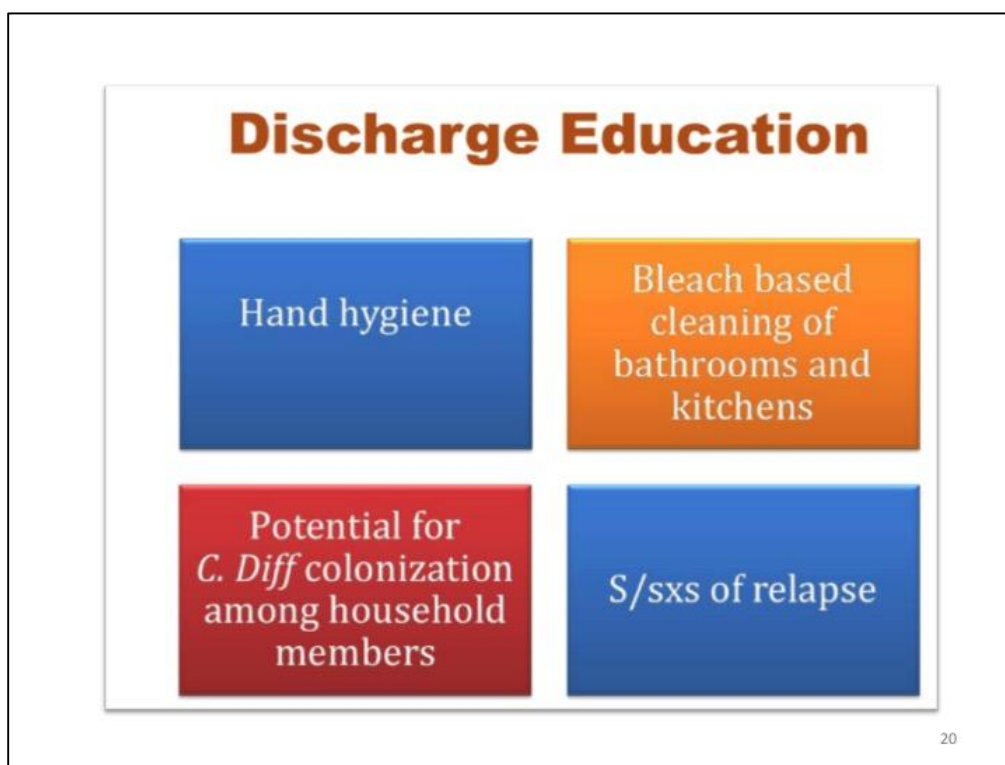 Discharge Education
Hand hygiene
Bleach based
cleaning of
bathrooms and
kitchens
Potential for
C. Diff colonization
among household
members
S/sxs of relapse
20